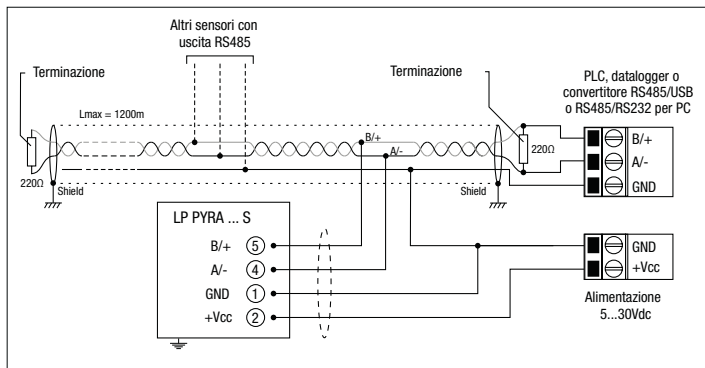 Altri sensori con
uscita RS485
Terminazione
Terminazione
PLC, datalogger o
convertitore RS485/USB
o RS485/RS232 per PC
Lmax = 1200m
B/+
A/-
220Ω
220Ω
Shield
Shield
B/+
A/-
GND
LP PYRA ... S
B/+ 5
A/- 4
GND 1
+Vcc 2
GND
+Vcc
Alimentazione
5...30Vdc